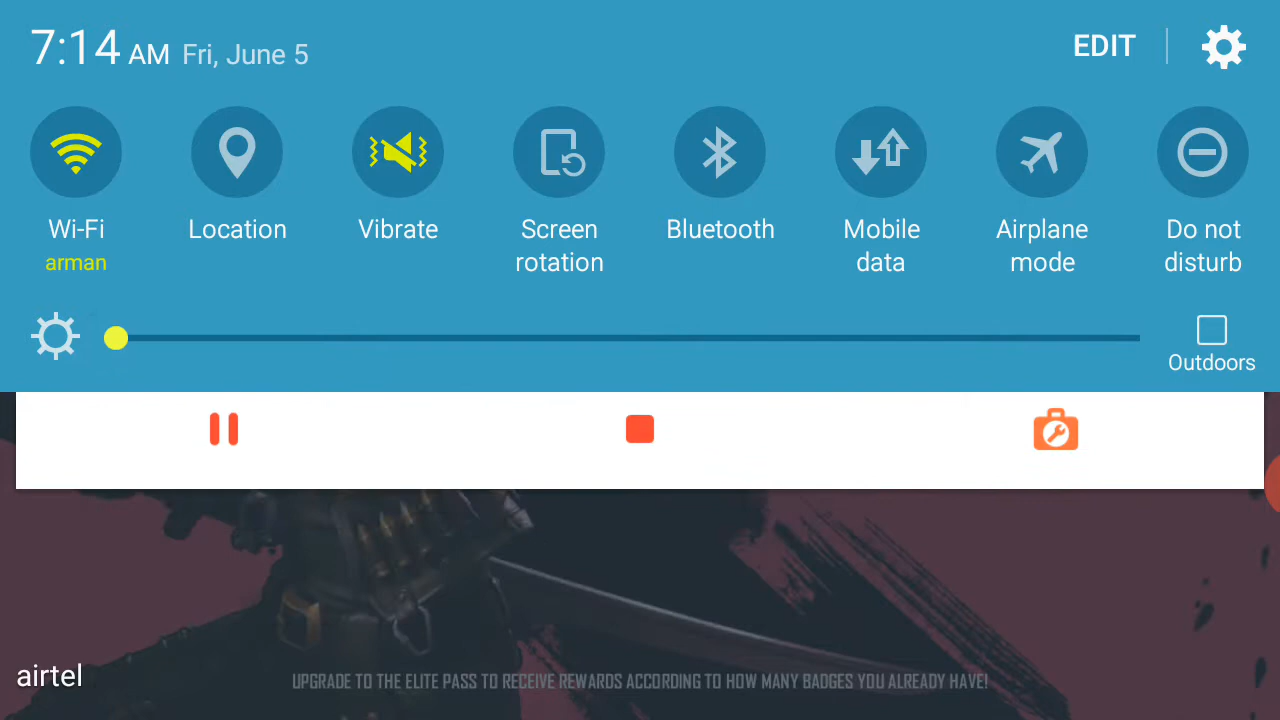 7:14 AM Fri, June 5 EDIT
Wi-Fi
arman
Location
Vibrate
Screen
rotation
Bluetooth
Mobile
data
Airplane
mode
Do not
disturb
Outdoors
airtel
UPGRADE TO THE ELITE PASS TO RECEIVE REWARDS ACCORDING TO HOW MANY BADGES YOU ALREADY HAVE!